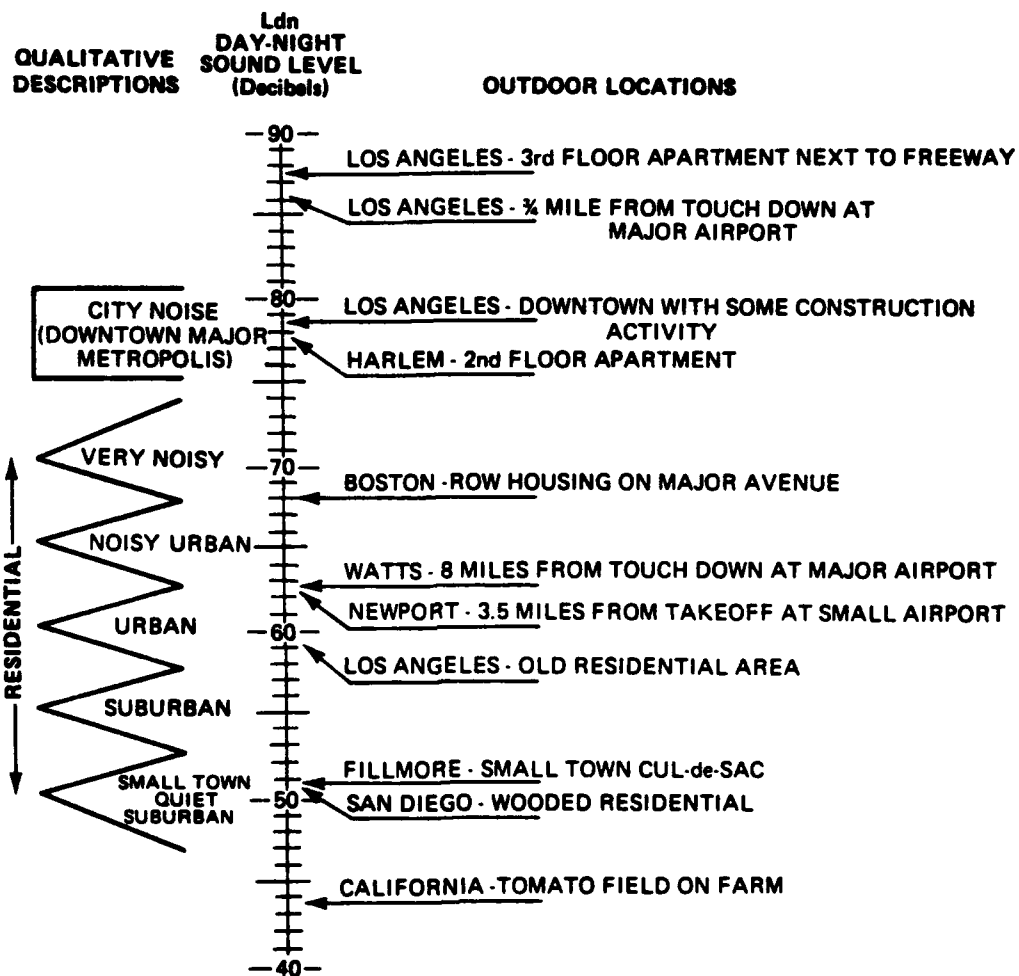 QUALITATIVE
DESCRIPTIONS
Ldn
DAY-NIGHT
SOUND LEVEL
(Decibels)
OUTDOOR LOCATIONS
90
LOS ANGELES - 3rd FLOOR APARTMENT NEXT TO FREEWAY
LOS ANGELES - ¾ MILE FROM TOUCH DOWN AT
MAJOR AIRPORT
80
CITY NOISE
(DOWNTOWN MAJOR
METROPOLIS)
LOS ANGELES - DOWNTOWN WITH SOME CONSTRUCTION
ACTIVITY
HARLEM - 2nd FLOOR APARTMENT
RESIDENTIAL
VERY NOISY
70
BOSTON - ROW HOUSING ON MAJOR AVENUE
NOISY URBAN
WATTS - 8 MILES FROM TOUCH DOWN AT MAJOR AIRPORT
NEWPORT - 3.5 MILES FROM TAKEOFF AT SMALL AIRPORT
URBAN
60
LOS ANGELES - OLD RESIDENTIAL AREA
SUBURBAN
FILLMORE - SMALL TOWN CUL-de-SAC
SMALL TOWN
QUIET
SUBURBAN
50
SAN DIEGO - WOODED RESIDENTIAL
CALIFORNIA - TOMATO FIELD ON FARM
40